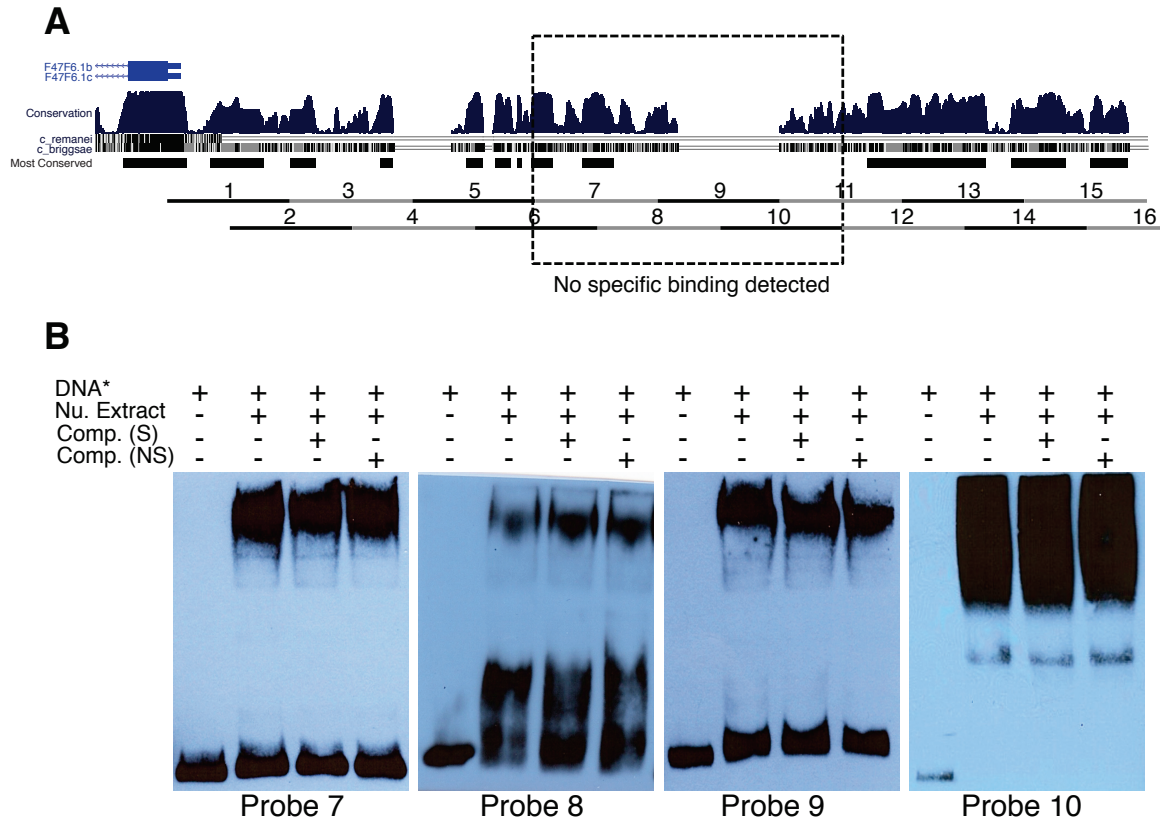 A
F47F6.1b
F47F6.1c
Conservation
c_remanei
c_briggsae
Most Conserved
1 3 5 7 9 11 13 15
2 4 6 8 10 12 14 16
No specific binding detected
B
DNA* + + + + + + + + + + + + + + + +
Nu. Extract - + + + - + + + - + + + - + + +
Comp. (S) - - + - - + - - + - - +
Comp. (NS) - - + - - + - - + - - +
Probe 7 Probe 8 Probe 9 Probe 10